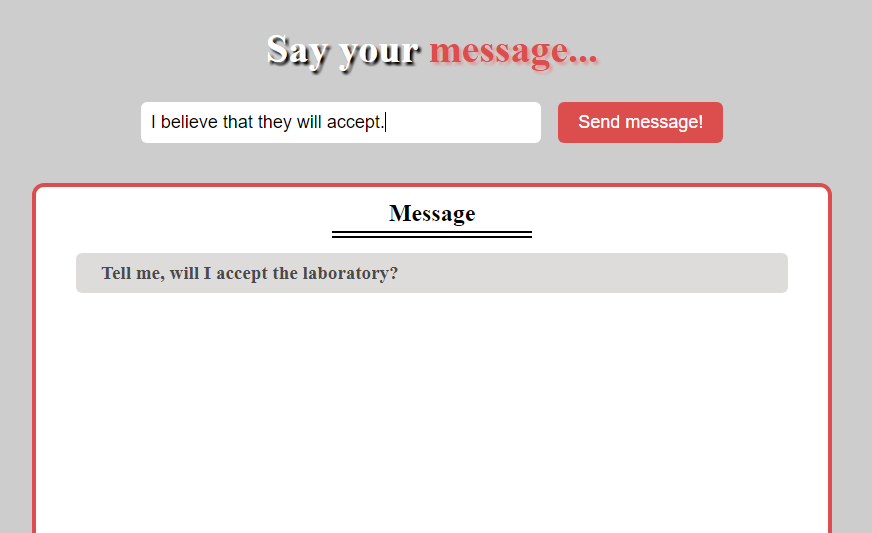 Say your message...
I believe that they will accept.
Send message!
Message
Tell me, will I accept the laboratory?